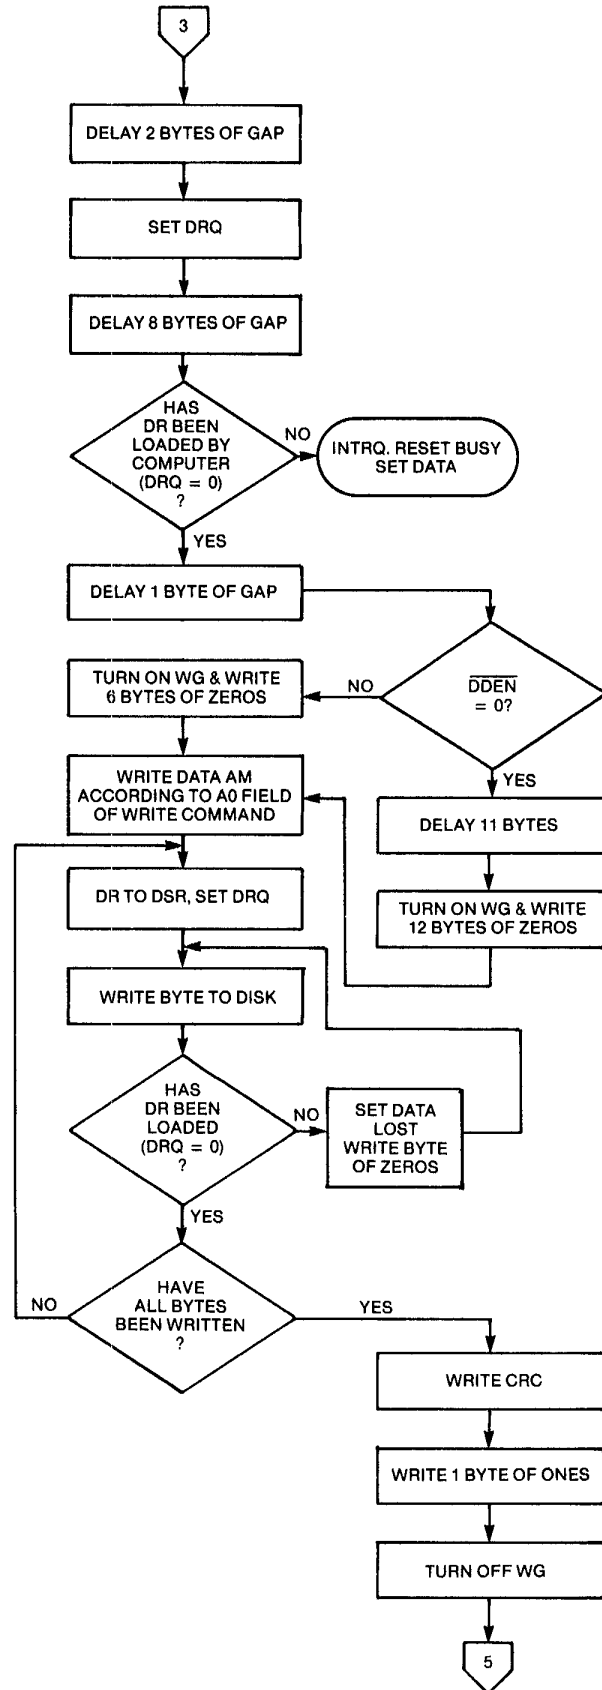 3
DELAY 2 BYTES OF GAP
SET DRQ
DELAY 8 BYTES OF GAP
HAS
DR BEEN
LOADED BY
COMPUTER
(DRQ = 0)
?
NO
INTRQ. RESET BUSY
SET DATA
YES
DELAY 1 BYTE OF GAP
DDEN
= 0?
NO
TURN ON WG & WRITE
6 BYTES OF ZEROS
YES
WRITE DATA AM
ACCORDING TO A0 FIELD
OF WRITE COMMAND
DELAY 11 BYTES
DR TO DSR, SET DRQ
TURN ON WG & WRITE
12 BYTES OF ZEROS
WRITE BYTE TO DISK
HAS
DR BEEN
LOADED
(DRQ = 0)
?
NO
SET DATA
LOST
WRITE BYTE
OF ZEROS
YES
HAVE
ALL BYTES
BEEN WRITTEN
?
NO
YES
WRITE CRC
WRITE 1 BYTE OF ONES
TURN OFF WG
5